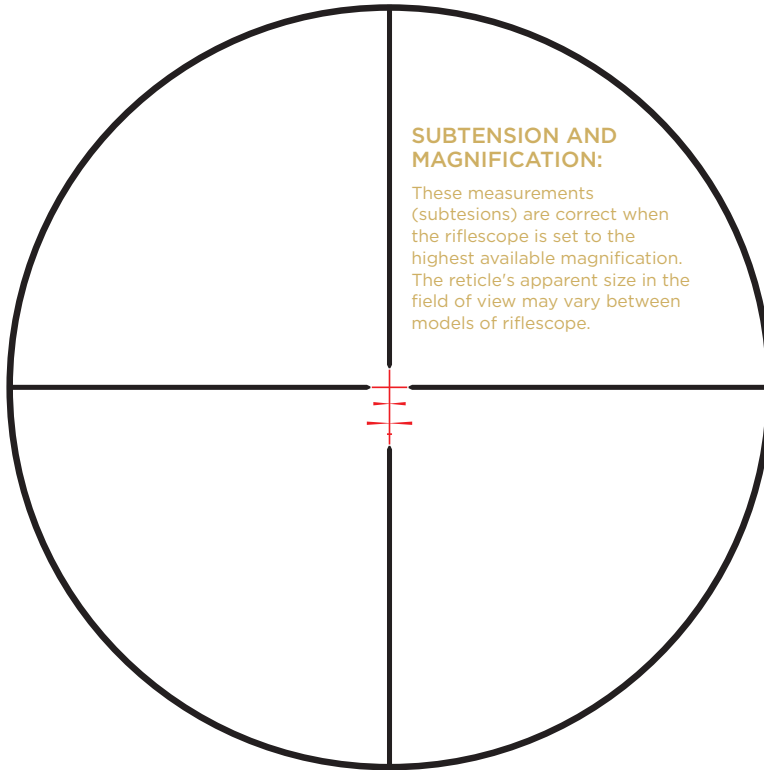 SUBTENSION AND
MAGNIFICATION:
These measurements
(subtesions) are correct when
the riflescope is set to the
highest available magnification.
The reticle's apparent size in the
field of view may vary between
models of riflescope.